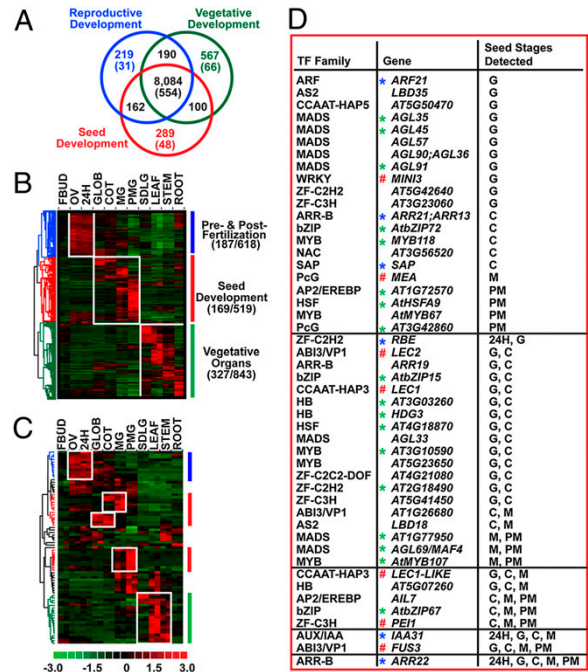 A
Reproductive Development
Vegetative Development
219 (31)
190
567 (66)
8,084 (554)
162
100
Seed Development
289 (48)
B
FBUD OV 24H GLOB COT MG PMG SDLG LEAF STEM ROOT
Pre- & Post-Fertilization (187/618)
Seed Development (169/519)
Vegetative Organs (327/843)
C
FBUD OV 24H GLOB COT MG PMG SDLG LEAF STEM ROOT
-3.0 -1.5 0 1.5 3.0
D
TF Family Gene Seed Stages Detected
ARF * ARF21 G
AS2 LBD35 G
CCAAT-HAP5 AT5G50470 G
MADS * AGL35 G
MADS * AGL45 G
MADS AGL57 G
MADS AGL90;AGL36 G
MADS * AGL91 G
WRKY # MINI3 G
ZF-C2H2 AT5G42640 G
ZF-C3H AT3G23060 G
ARR-B * ARR21;ARR13 C
bZIP * AtbZIP72 C
MYB * MYB118 C
NAC AT3G56520 C
SAP * SAP C
PcG # MEA M
AP2/EREBP * AT1G72570 PM
HSF * AtHSFA9 PM
MYB AtMYB67 PM
PcG * AT3G42860 PM
ZF-C2H2 * RBE 24H, G
ABI3/VP1 # LEC2 G, C
ARR-B ARR19 G, C
bZIP * AtbZIP15 G, C
CCAAT-HAP3 # LEC1 G, C
HB * AT3G03260 G, C
HB * HDG3 G, C
HSF * AT4G18870 G, C
MADS AGL33 G, C
MYB * AT3G10590 G, C
MYB AT5G23650 G, C
ZF-C2C2-DOF AT4G21080 G, C
ZF-C2H2 * AT2G18490 G, C
ZF-C3H AT5G41450 G, C
ABI3/VP1 AT1G26680 C, M
AS2 LBD18 C, M
MADS * AT1G77950 M, PM
MADS * AGL69/MAF4 M, PM
MYB * AtMYB107 M, PM
CCAAT-HAP3 # LEC1-LIKE G, C, M
HB AT5G07260 G, C, M
AP2/EREBP AIL7 C, M, PM
bZIP * AtbZIP67 C, M, PM
ZF-C3H # PEI1 C, M, PM
AUX/IAA * IAA31 24H, G, C, M
ABI3/VP1 # FUS3 G, C, M, PM
ARR-B * ARR22 24H, G, C, M, PM